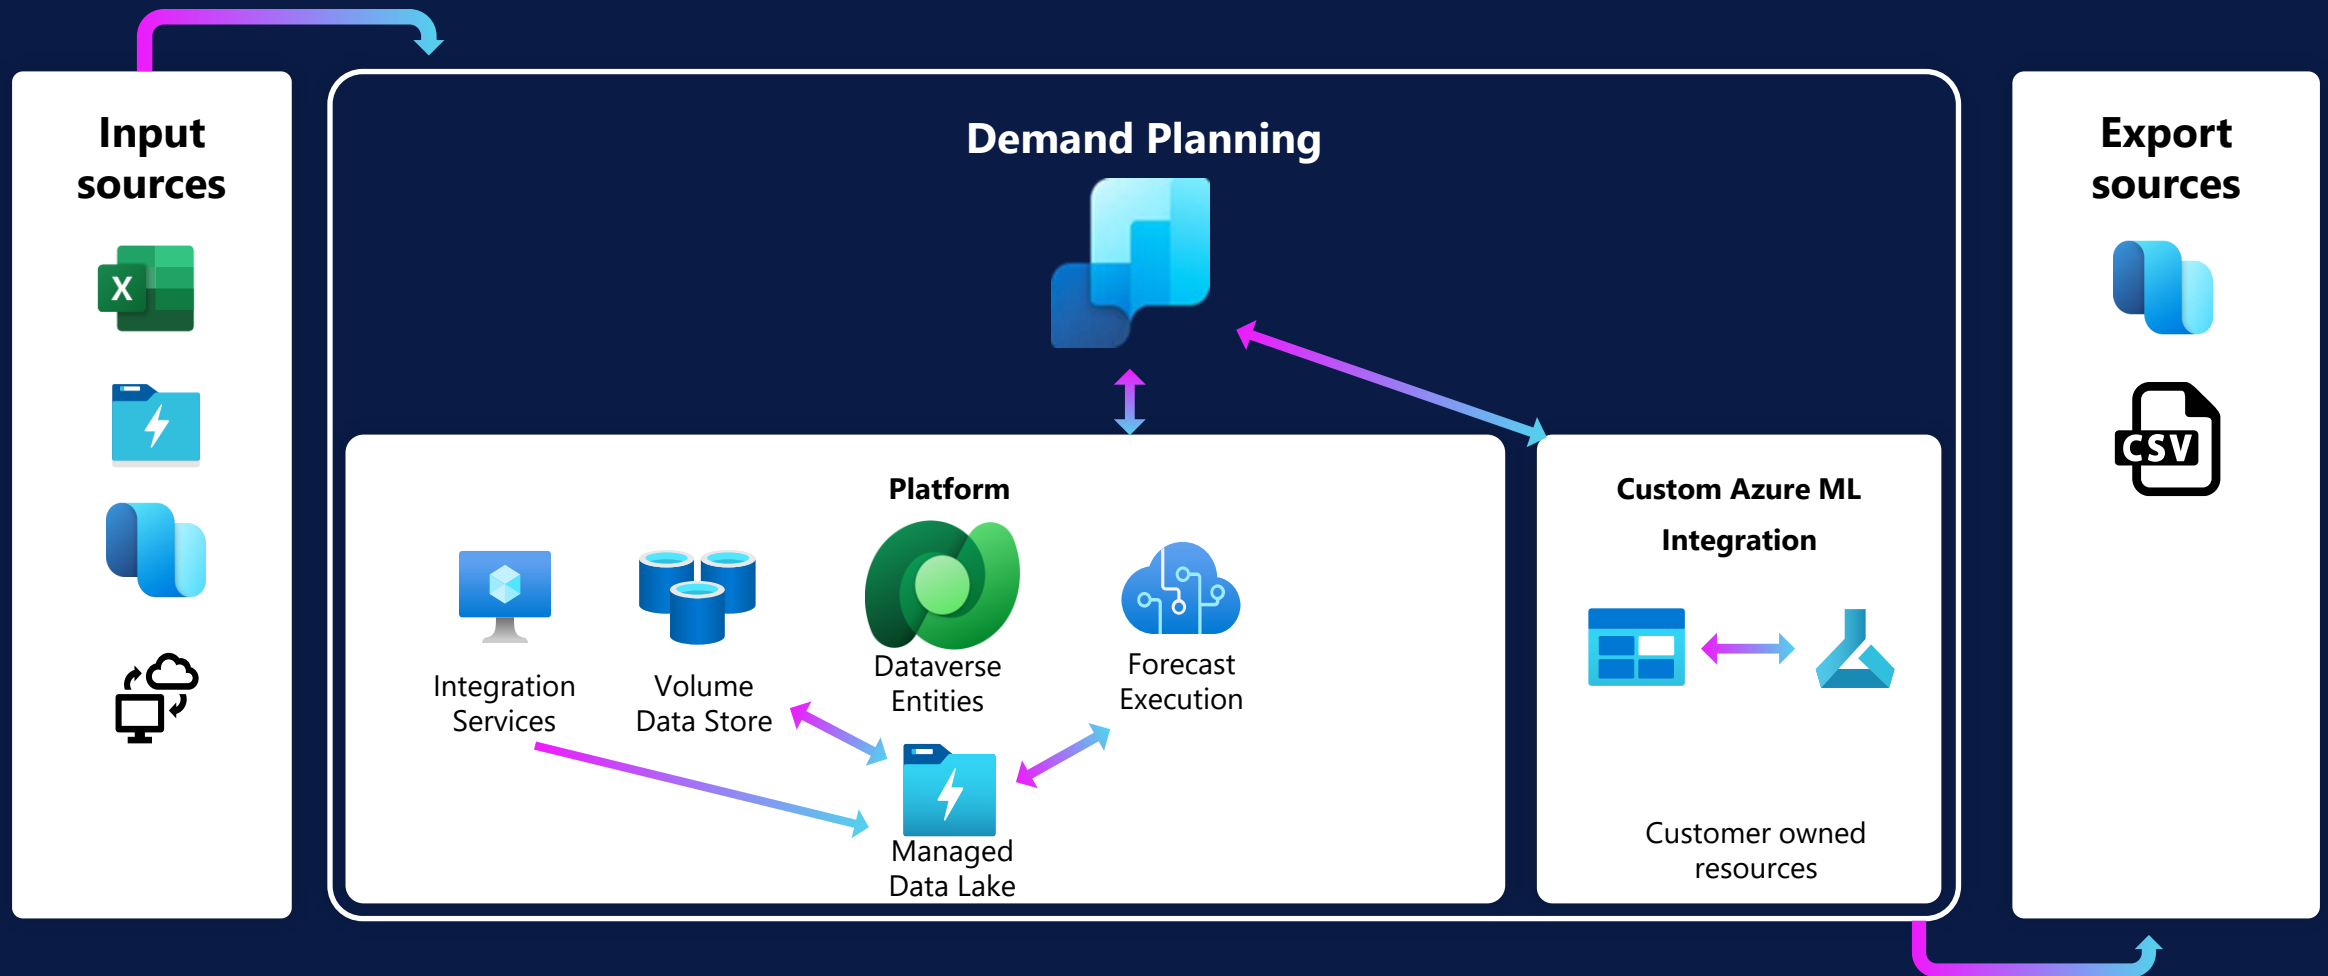 Input
sources
X
Demand Planning
Platform
Integration
Services
Volume
Data Store
Dataverse
Entities
Forecast
Execution
Managed
Data Lake
Custom Azure ML
Integration
Customer owned
resources
Export
sources
CSV